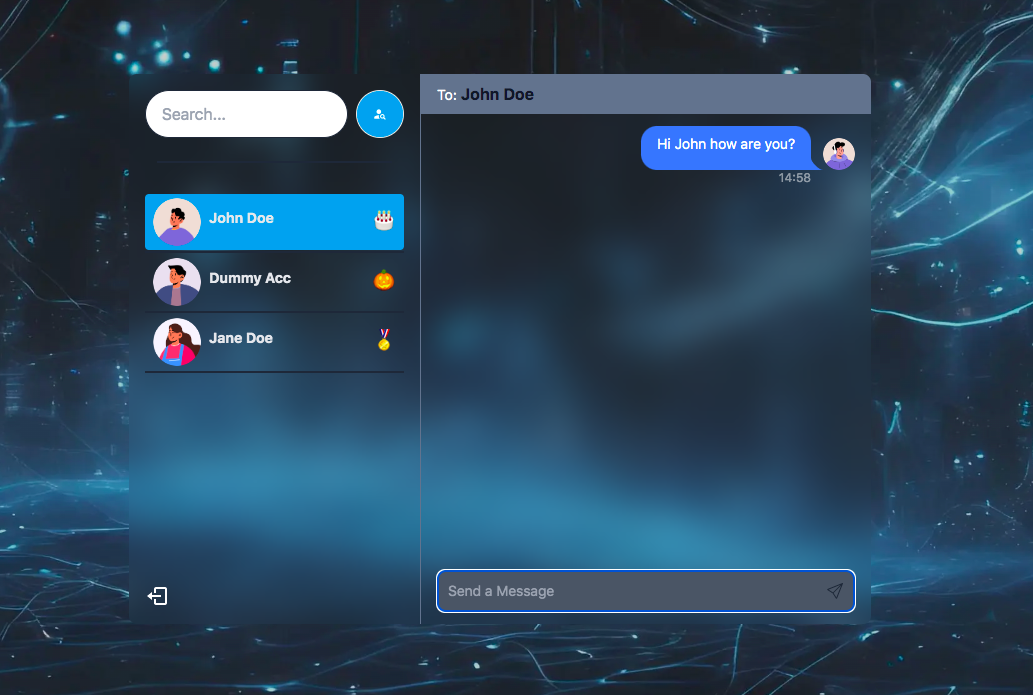 Search...
John Doe
Dummy Acc
Jane Doe
To: John Doe
Hi John how are you?
14:58
Send a Message